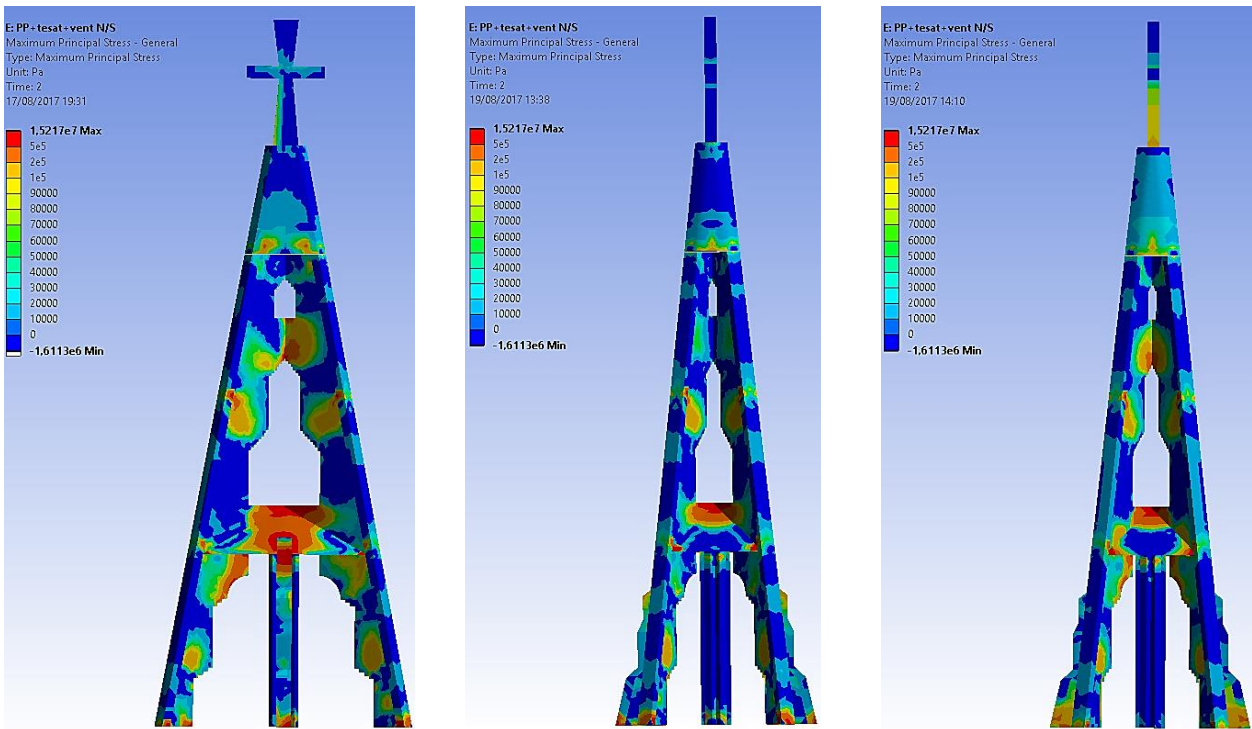 E: PP+tesat+vent N/S
Maximum Principal Stress - General
Type: Maximum Principal Stress
Unit: Pa
Time: 2
17/08/2017 19:31
1,5217e7 Max
5e5
2e5
1e5
90000
80000
70000
60000
50000
40000
30000
20000
10000
0
-1,6113e6 Min
E: PP+tesat+vent N/S
Maximum Principal Stress - General
Type: Maximum Principal Stress
Unit: Pa
Time: 2
19/08/2017 13:38
1,5217e7 Max
5e5
2e5
1e5
90000
80000
70000
60000
50000
40000
30000
20000
10000
0
-1,6113e6 Min
E: PP+tesat+vent N/S
Maximum Principal Stress - General
Type: Maximum Principal Stress
Unit: Pa
Time: 2
19/08/2017 14:10
1,5217e7 Max
5e5
2e5
1e5
90000
80000
70000
60000
50000
40000
30000
20000
10000
0
-1,6113e6 Min